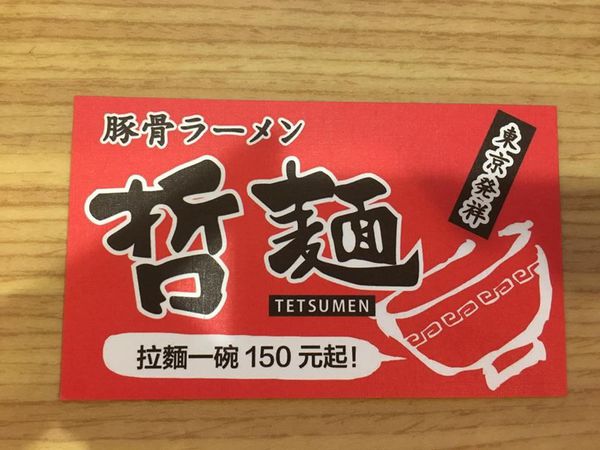 豚骨ラーメン
東京発祥
哲麺
TETSUMEN
拉麵一碗 150 元起!